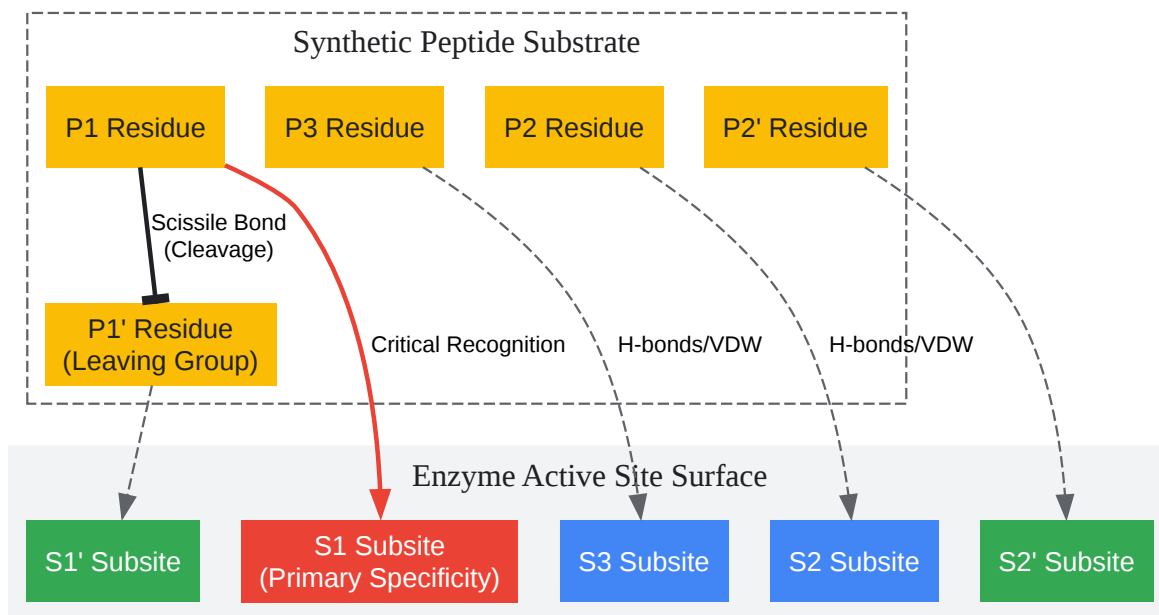 Synthetic Peptide Substrate
P1 Residue
P3 Residue
P2 Residue
P2' Residue
Scissile Bond
(Cleavage)
P1' Residue
(Leaving Group)
Critical Recognition
H-bonds/VDW
H-bonds/VDW
Enzyme Active Site Surface
S1' Subsite
S1 Subsite
(Primary Specificity)
S3 Subsite
S2 Subsite
S2' Subsite